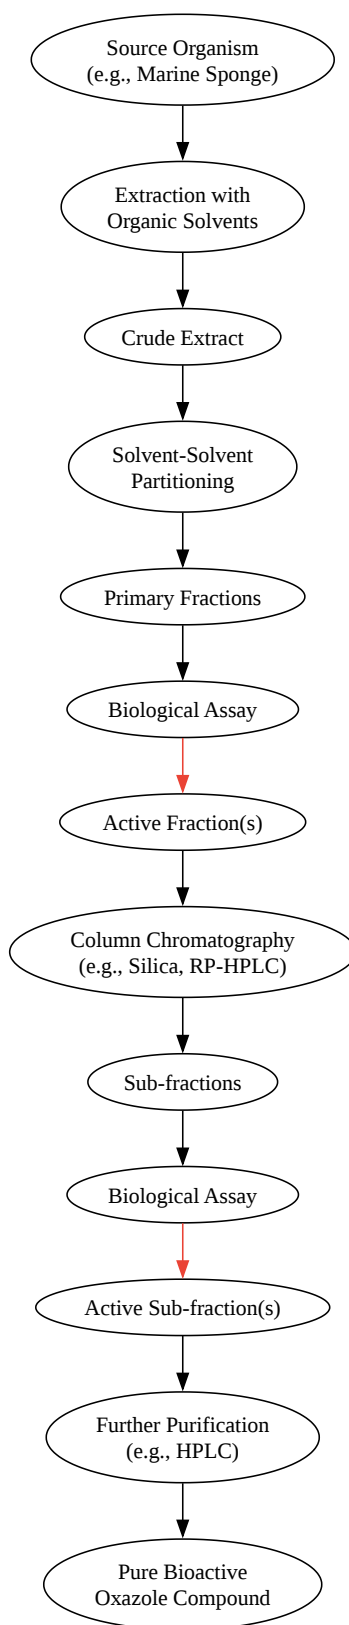 Source Organism
(e.g., Marine Sponge)
Extraction with
Organic Solvents
Crude Extract
Solvent-Solvent
Partitioning
Primary Fractions
Biological Assay
Active Fraction(s)
Column Chromatography
(e.g., Silica, RP-HPLC)
Sub-fractions
Biological Assay
Active Sub-fraction(s)
Further Purification
(e.g., HPLC)
Pure Bioactive
Oxazole Compound